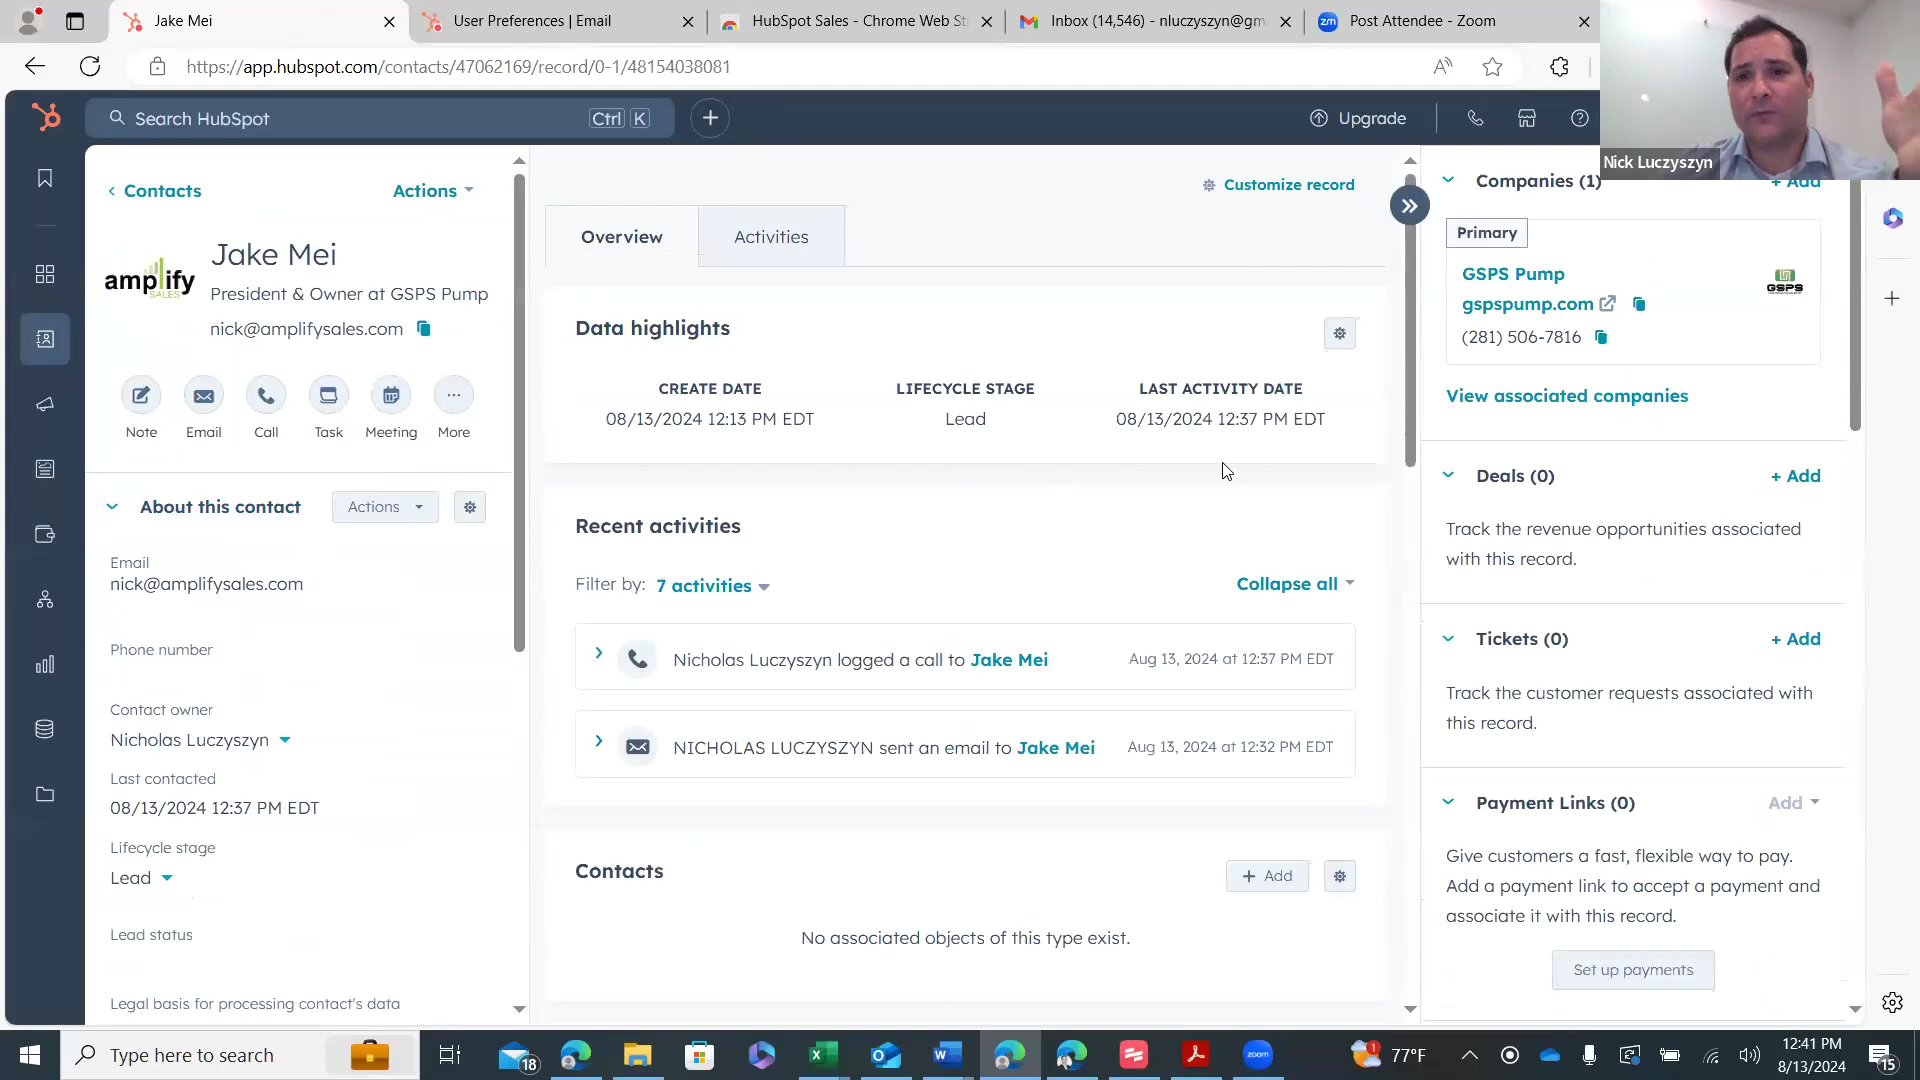 Jake Mei
User Preferences | Email
HubSpot Sales - Chrome Web St
Inbox (14,546) - nluczyszyn@gm
zm Post Attendee - Zoom
https://app.hubspot.com/contacts/47062169/record/0-1/48154038081
Search HubSpot
Ctrl K
Upgrade
Nick Luczyszyn
Contacts
Actions
amplify
SALES
Jake Mei
President & Owner at GSPS Pump
nick@amplifysales.com
Note
Email
Call
Task
Meeting
More
About this contact
Actions
Email
nick@amplifysales.com
Phone number
Contact owner
Nicholas Luczyszyn
Last contacted
08/13/2024 12:37 PM EDT
Lifecycle stage
Lead
Lead status
Legal basis for processing contact's data
Customize record
Overview
Activities
Data highlights
CREATE DATE
08/13/2024 12:13 PM EDT
LIFECYCLE STAGE
Lead
LAST ACTIVITY DATE
08/13/2024 12:37 PM EDT
Recent activities
Filter by: 7 activities
Collapse all
Nicholas Luczyszyn logged a call to Jake Mei
Aug 13, 2024 at 12:37 PM EDT
NICHOLAS LUCZYSZYN sent an email to Jake Mei
Aug 13, 2024 at 12:32 PM EDT
Contacts
+ Add
No associated objects of this type exist.
Companies (1)
+ Add
Primary
GSPS Pump
gspspump.com
(281) 506-7816
GSPS
View associated companies
Deals (0)
+ Add
Track the revenue opportunities associated
with this record.
Tickets (0)
+ Add
Track the customer requests associated with
this record.
Payment Links (0)
Add
Give customers a fast, flexible way to pay.
Add a payment link to accept a payment and
associate it with this record.
Set up payments
Type here to search
18
zoom
1
77°F
12:41 PM
8/13/2024
15